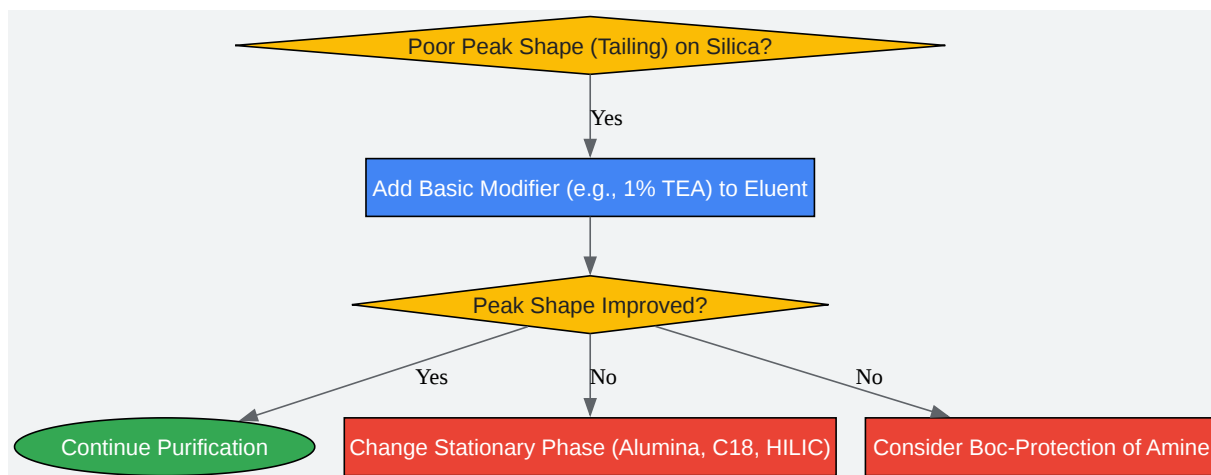 Poor Peak Shape (Tailing) on Silica?
Yes
Add Basic Modifier (e.g., 1% TEA) to Eluent
Peak Shape Improved?
Yes
No
No
Continue Purification
Change Stationary Phase (Alumina, C18, HILIC)
Consider Boc-Protection of Amine